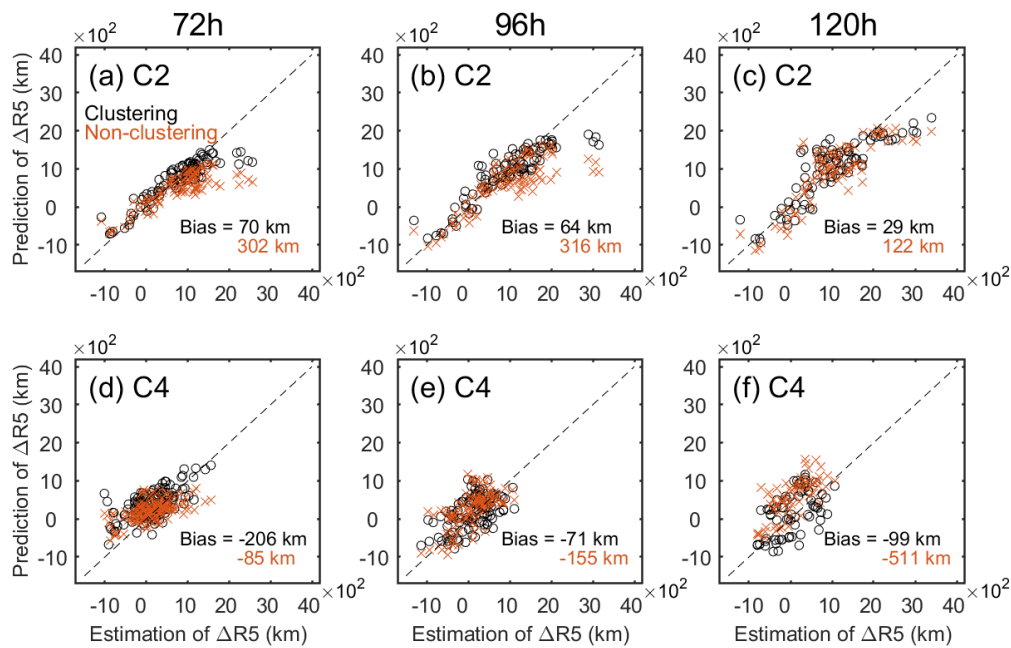 72h
96h
120h
×10²
×10²
×10²
40
30
20
10
0
-10
Prediction of ΔR5 (km)
(a) C2
Clustering
Non-clustering
Bias = 70 km
302 km
-10 0 10 20 30 40
×10²
40
30
20
10
0
-10
(b) C2
Bias = 64 km
316 km
-10 0 10 20 30 40
×10²
40
30
20
10
0
-10
(c) C2
Bias = 29 km
122 km
-10 0 10 20 30 40
×10²
×10²
×10²
×10²
40
30
20
10
0
-10
Prediction of ΔR5 (km)
(d) C4
Bias = -206 km
-85 km
-10 0 10 20 30 40
×10²
Estimation of ΔR5 (km)
40
30
20
10
0
-10
(e) C4
Bias = -71 km
-155 km
-10 0 10 20 30 40
×10²
Estimation of ΔR5 (km)
40
30
20
10
0
-10
(f) C4
Bias = -99 km
-511 km
-10 0 10 20 30 40
×10²
Estimation of ΔR5 (km)